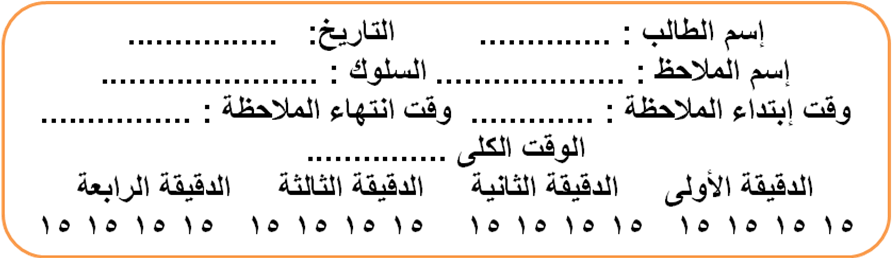 إسم الطالب : .............. التاريخ: ................
إسم الملاحظ : .................... السلوك : .......................
وقت إبتداء الملاحظة : ............. وقت انتهاء الملاحظة : ................
الوقت الكلى ...............
الدقيقة الأولى الدقيقة الثانية الدقيقة الثالثة الدقيقة الرابعة
١٥ ١٥ ١٥ ١٥ ١٥ ١٥ ١٥ ١٥ ١٥ ١٥ ١٥ ١٥ ١٥ ١٥ ١٥ ١٥